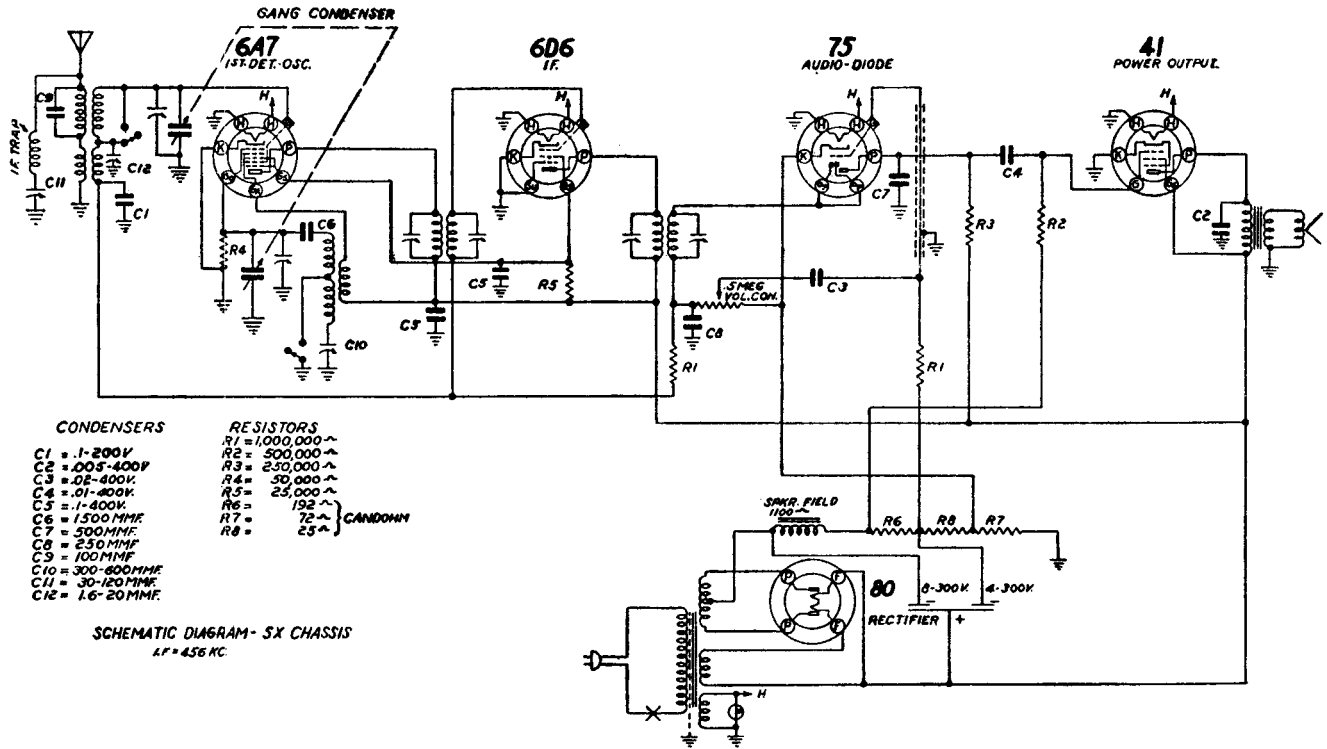 GANG CONDENSER
6A7
1ST.DET.-OSC.
6D6
I.F.
75
AUDIO-DIODE
41
POWER OUTPUT.
H
H
H
H
C9
I.F. TRAP
C12
C11
C1
K
H
H
P
K
H
H
P
K
H
H
P
K
H
H
P
R4
C6
C5
R5
C5
C10
C7
C4
R3
R2
C2
.5 MEG
VOL. CON.
C3
C8
R1
R1
CONDENSERS
C1 = .1-200V
C2 = .005-400V
C3 = .02-400V.
C4 = .01-400V.
C5 = .1-400V.
C6 = 1500 MMF.
C7 = 500 MMF.
C8 = 250 MMF
C9 = 100 MMF
C10 = 300-600 MMF.
C11 = 30-120 MMF.
C12 = 1.6-20 MMF.
RESISTORS
R1 = 1,000,000 ~
R2 = 500,000 ~
R3 = 250,000 ~
R4 = 50,000 ~
R5 = 25,000 ~
R6 = 192 ~
R7 = 72 ~
R8 = 25 ~
CANDOHM
SPKR. FIELD
1100 ~
R6
R8
R7
P
F
P
F
80
RECTIFIER
8-300V.
4-300V.
-
-
+
H
SCHEMATIC DIAGRAM - 5X CHASSIS
I.F = 456 KC.